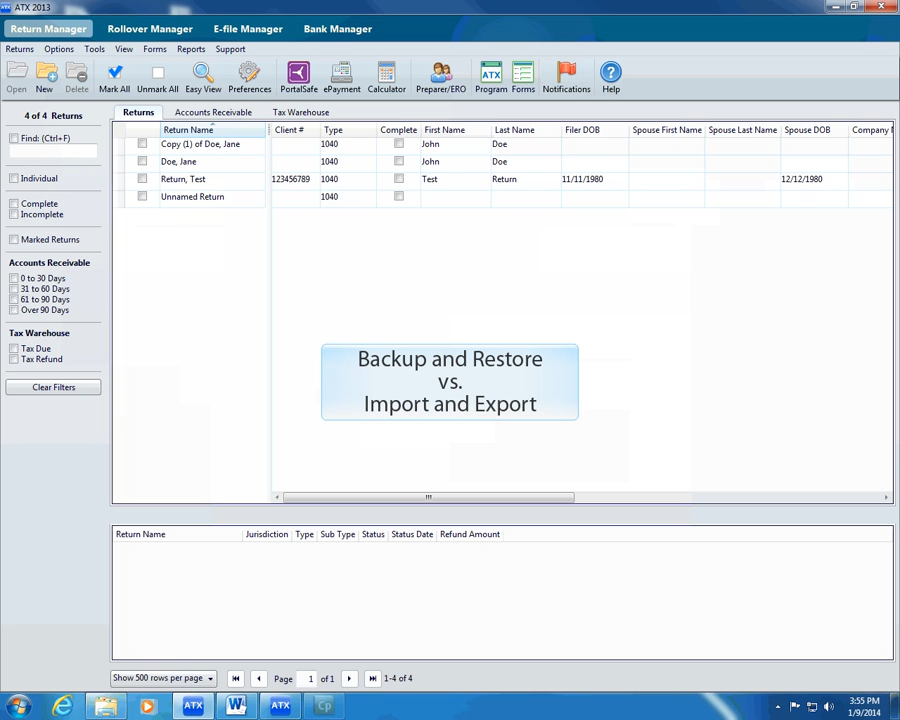 ATX 2013
Return Manager Rollover Manager E-file Manager Bank Manager
Returns Options Tools View Forms Reports Support
Open New Delete Mark All Unmark All Easy View Preferences PortalSafe ePayment Calculator Preparer/ERO ATX Program Forms Notifications Help
4 of 4 Returns
Find: (Ctrl+F)
Individual
Complete
Incomplete
Marked Returns
Accounts Receivable
0 to 30 Days
31 to 60 Days
61 to 90 Days
Over 90 Days
Tax Warehouse
Tax Due
Tax Refund
Clear Filters
Returns Accounts Receivable Tax Warehouse
Return Name Client # Type Complete First Name Last Name Filer DOB Spouse First Name Spouse Last Name Spouse DOB Company
Copy (1) of Doe, Jane 1040 John Doe
Doe, Jane 1040 John Doe
Return, Test 123456789 1040 Test Return 11/11/1980 12/12/1980
Unnamed Return 1040
Backup and Restore
vs.
Import and Export
Return Name Jurisdiction Type Sub Type Status Status Date Refund Amount
Show 500 rows per page Page 1 of 1 1-4 of 4
ATX W ATX Cp
3:55 PM
1/9/2014